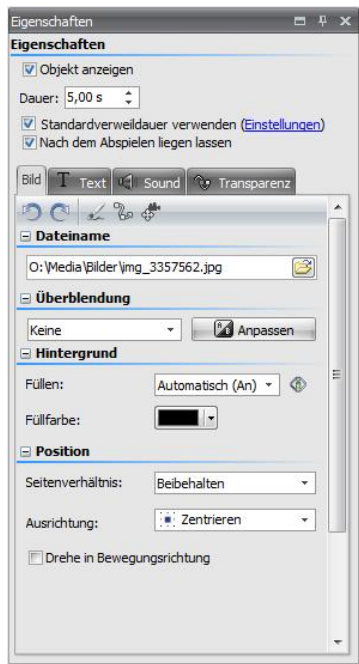 Eigenschaften
Eigenschaften
Objekt anzeigen
Dauer: 5,00 s
Standardverweildauer verwenden (Einstellungen)
Nach dem Abspielen liegen lassen
Bild T Text Sound Transparenz
Dateiname
O:\Media\Bilder\img_3357562.jpg
Überblendung
Keine Anpassen
Hintergrund
Füllen: Automatisch (An)
Füllfarbe:
Position
Seitenverhältnis: Beibehalten
Ausrichtung: Zentrieren
Drehe in Bewegungsrichtung